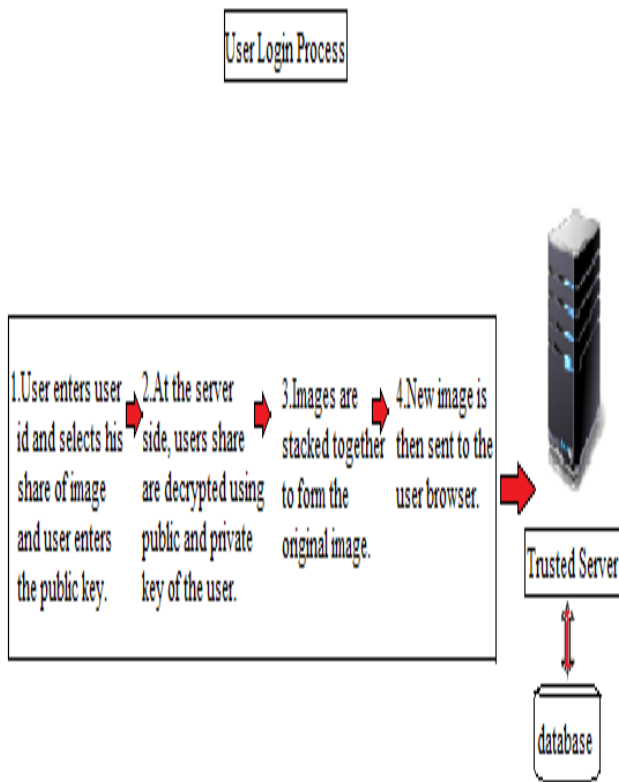 User Login Process
1.User enters user
id and selects his
share of image
and user enters
the public key.
2.At the server
side, users share
are decrypted using
public and private
key of the user.
3.Images are
stacked together
to form the
original image.
4.New image is
then sent to the
user browser.
Trusted Server
database